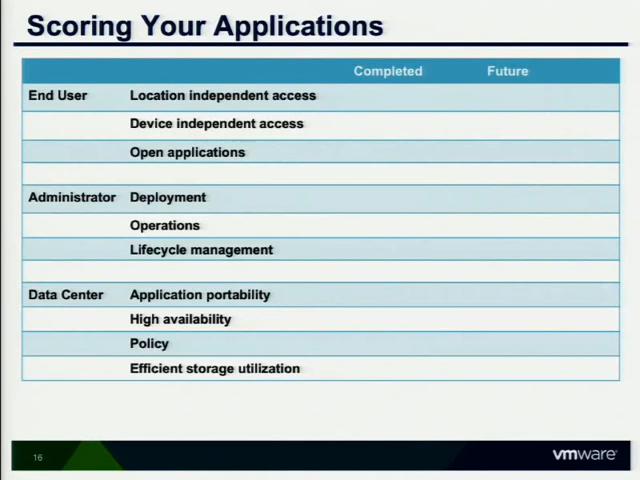 Scoring Your Applications
Completed Future
End User Location independent access
Device independent access
Open applications
Administrator Deployment
Operations
Lifecycle management
Data Center Application portability
High availability
Policy
Efficient storage utilization
16 vmware